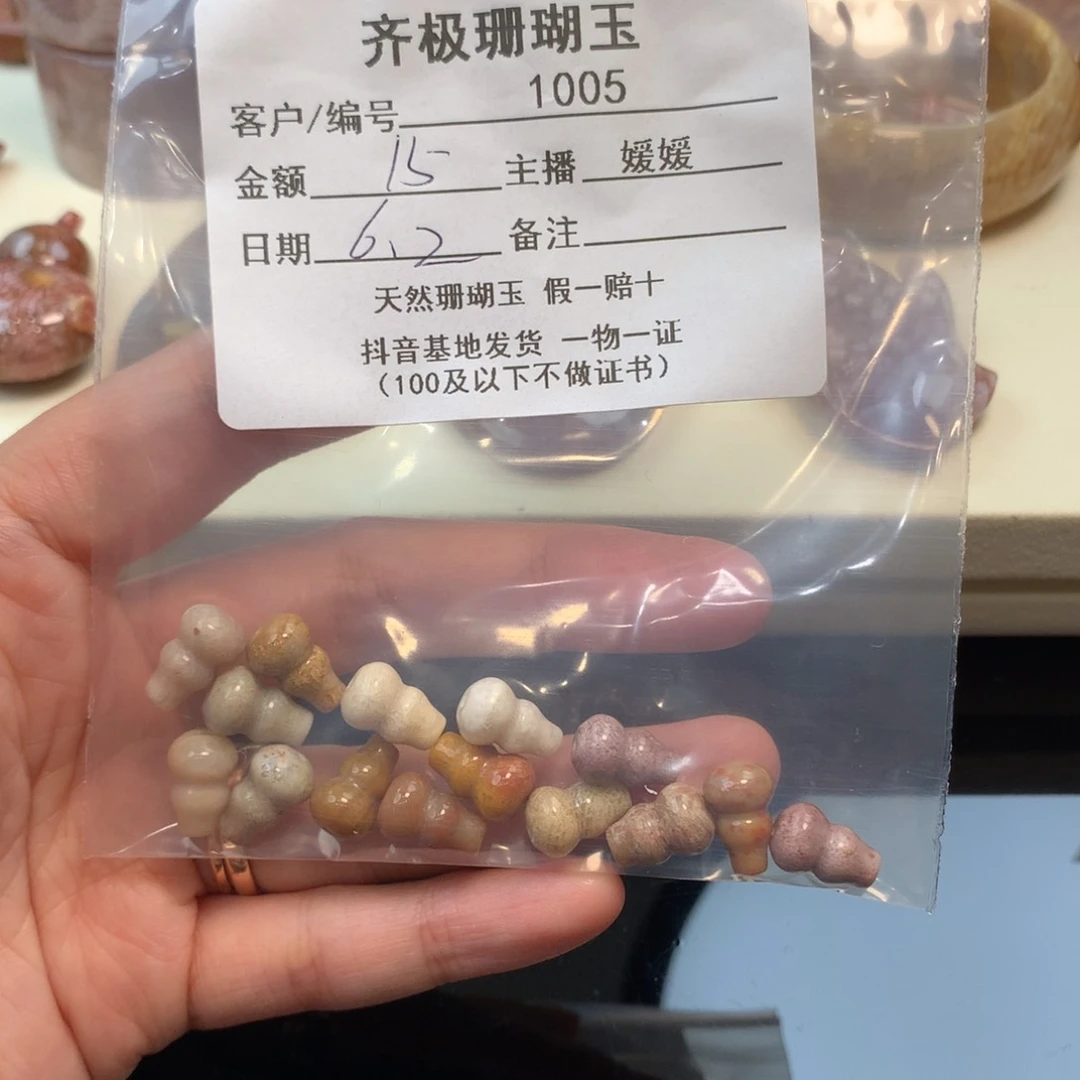 齐极珊瑚玉
客户/编号 1005
金额 15 主播 媛媛
日期 6.2 备注
天然珊瑚玉 假一赔十
抖音基地发货 一物一证
(100及以下不做证书)